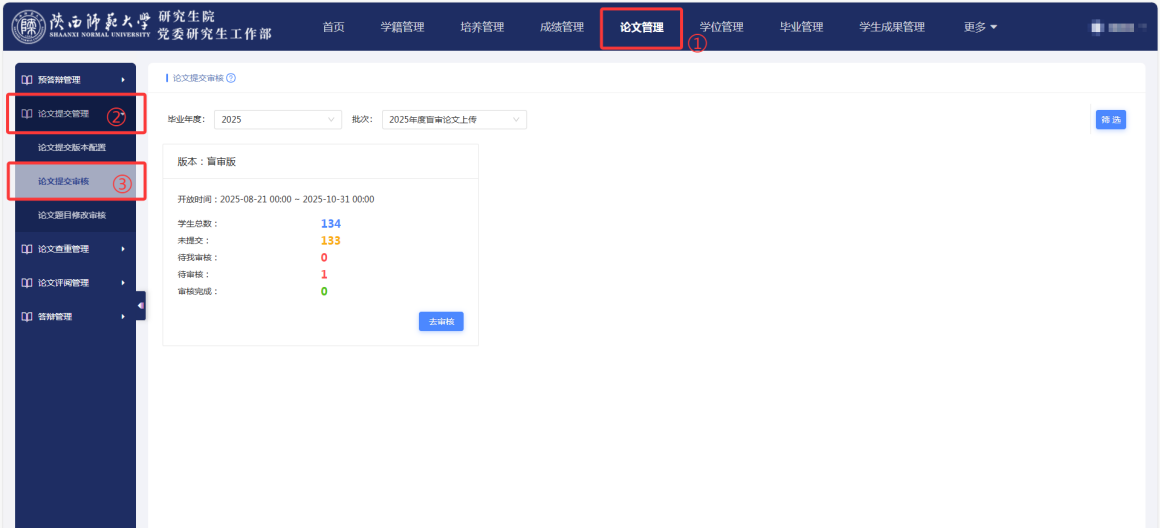 陕西师范大学
SHAANXI NORMAL UNIVERSITY
研究生院
党委研究生工作部
首页 学籍管理 培养管理 成绩管理 论文管理 学位管理 毕业管理 学生成果管理 更多
①
预答辩管理
论文提交管理 ②
论文提交版本配置
论文提交审核 ③
论文题目修改审核
论文查重管理
论文评阅管理
答辩管理
论文提交审核 ?
毕业年度： 2025 批次： 2025年度盲审论文上传 筛 选
版本：盲审版
开放时间：2025-08-21 00:00 ~ 2025-10-31 00:00
学生总数： 134
未提交： 133
待我审核： 0
待审核： 1
审核完成： 0
去审核